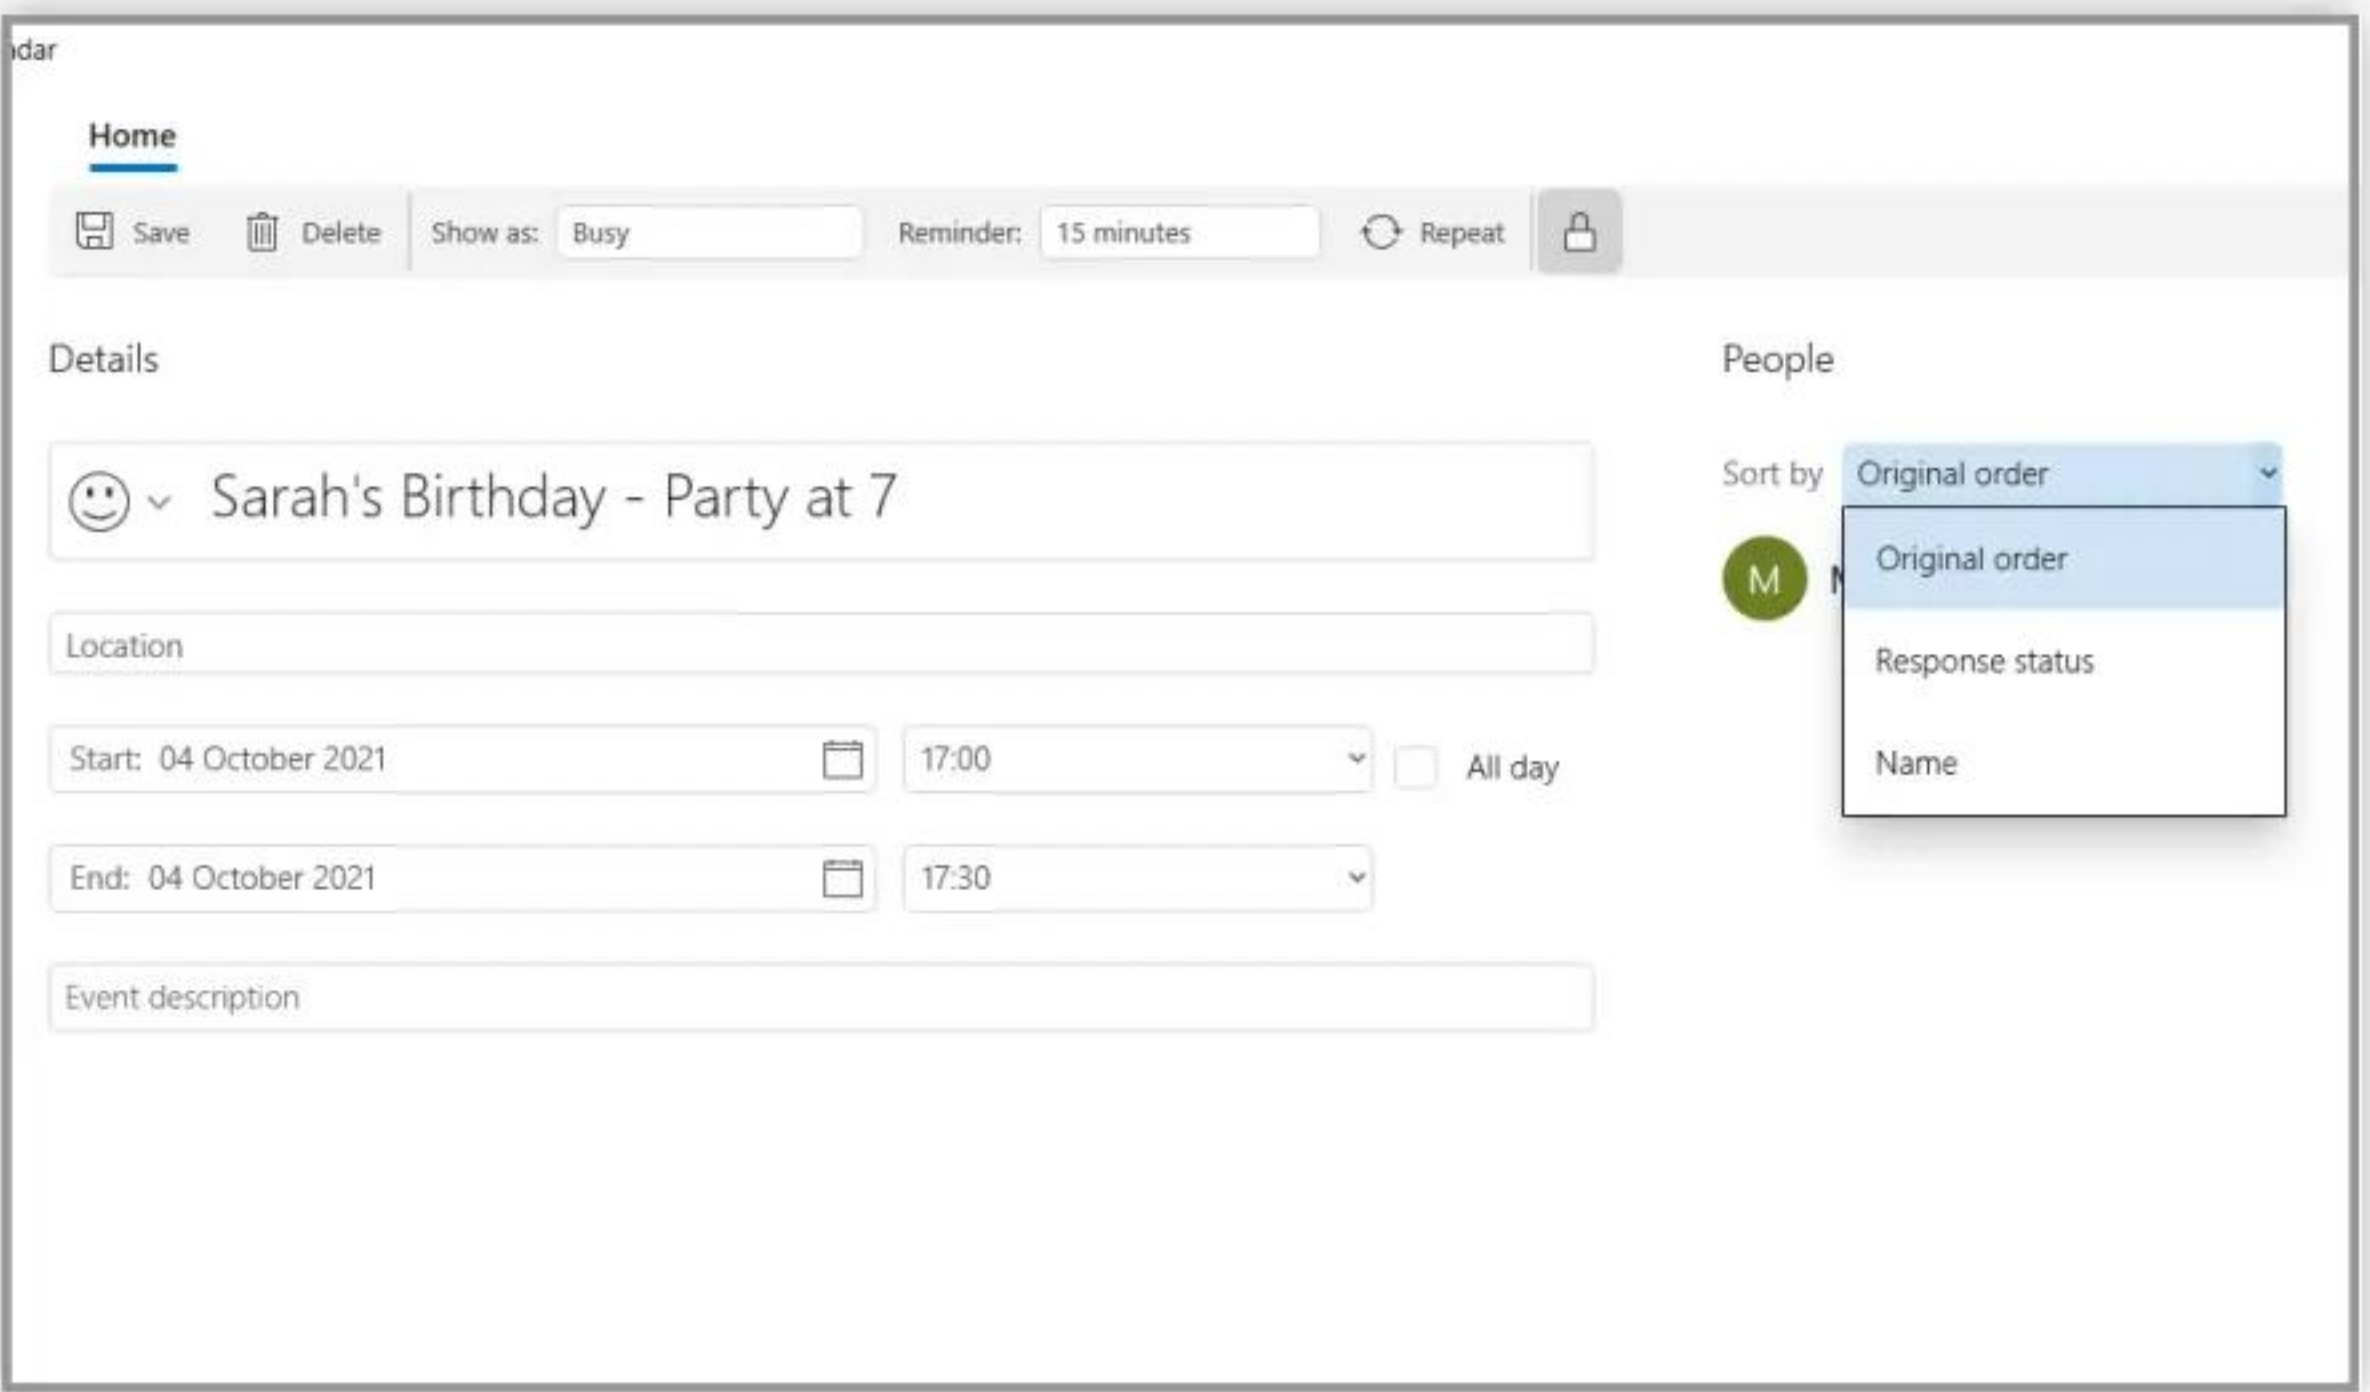 Home
Save Delete Show as: Busy Reminder: 15 minutes Repeat
Details
Sarah's Birthday - Party at 7
Location
Start: 04 October 2021 17:00 All day
End: 04 October 2021 17:30
Event description
People
Sort by Original order
M
Original order
Response status
Name